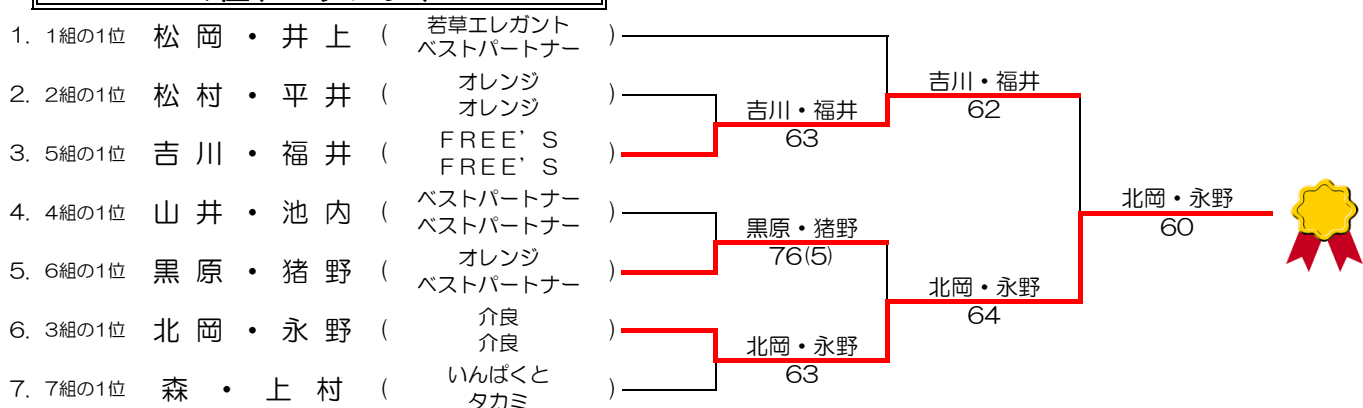 1. 1組の1位 松岡・井上 ( 若草エレガント
ベストパートナー )
2. 2組の1位 松村・平井 ( オレンジ
オレンジ )
3. 5組の1位 吉川・福井 ( ＦＲＥＥ’Ｓ
ＦＲＥＥ’Ｓ )
4. 4組の1位 山井・池内 ( ベストパートナー
ベストパートナー )
5. 6組の1位 黒原・猪野 ( オレンジ
ベストパートナー )
6. 3組の1位 北岡・永野 ( 介良
介良 )
7. 7組の1位 森・上村 ( いんぱくと
タカミ )
吉川・福井
63
黒原・猪野
76(5)
北岡・永野
63
吉川・福井
62
北岡・永野
64
北岡・永野
60